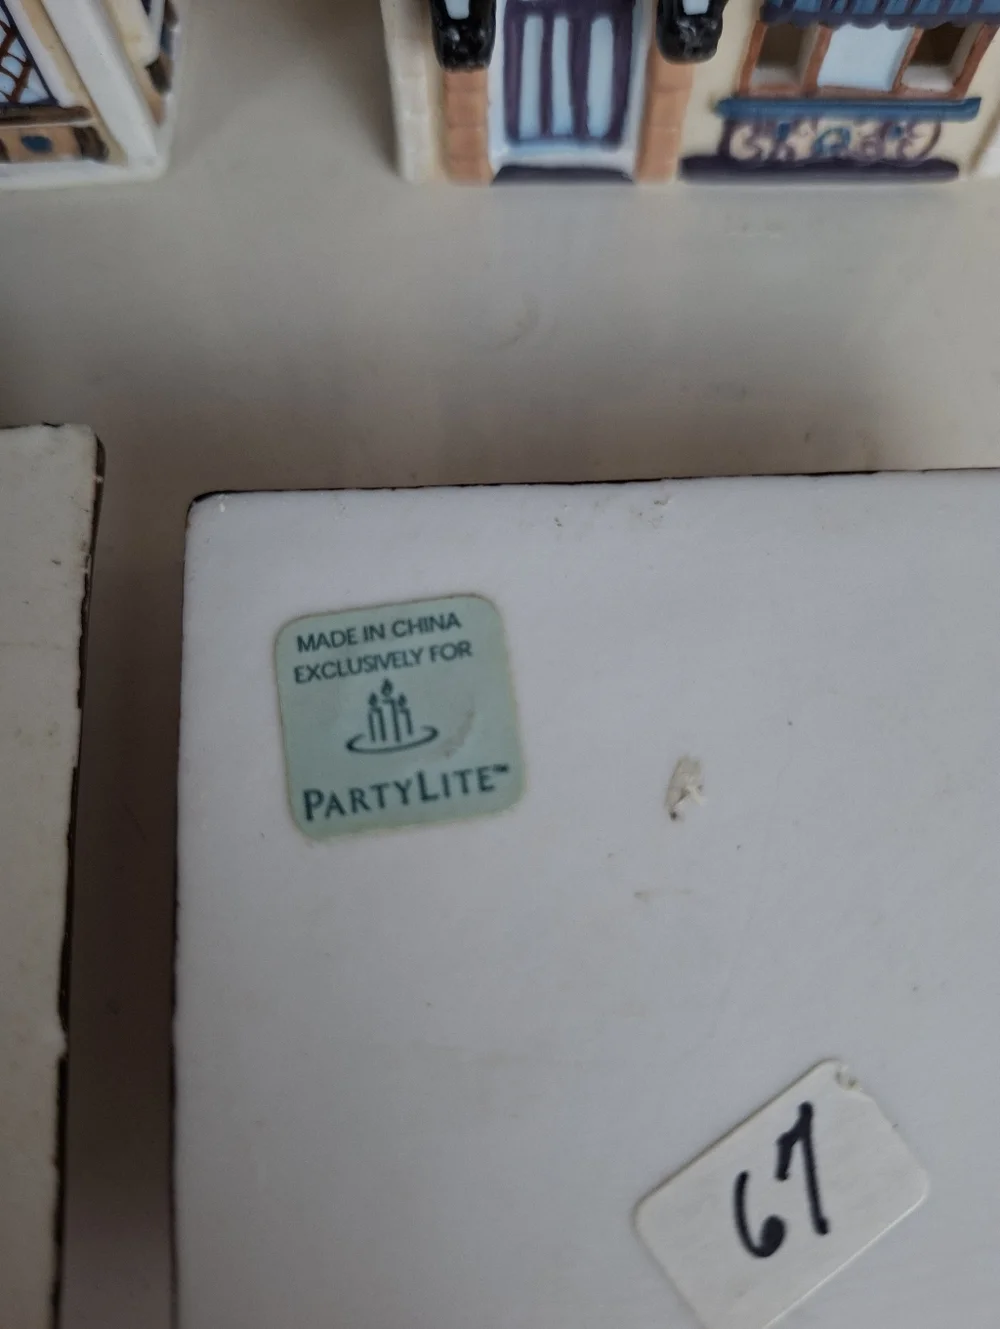 MADE IN CHINA
EXCLUSIVELY FOR
PARTYLITE™
67